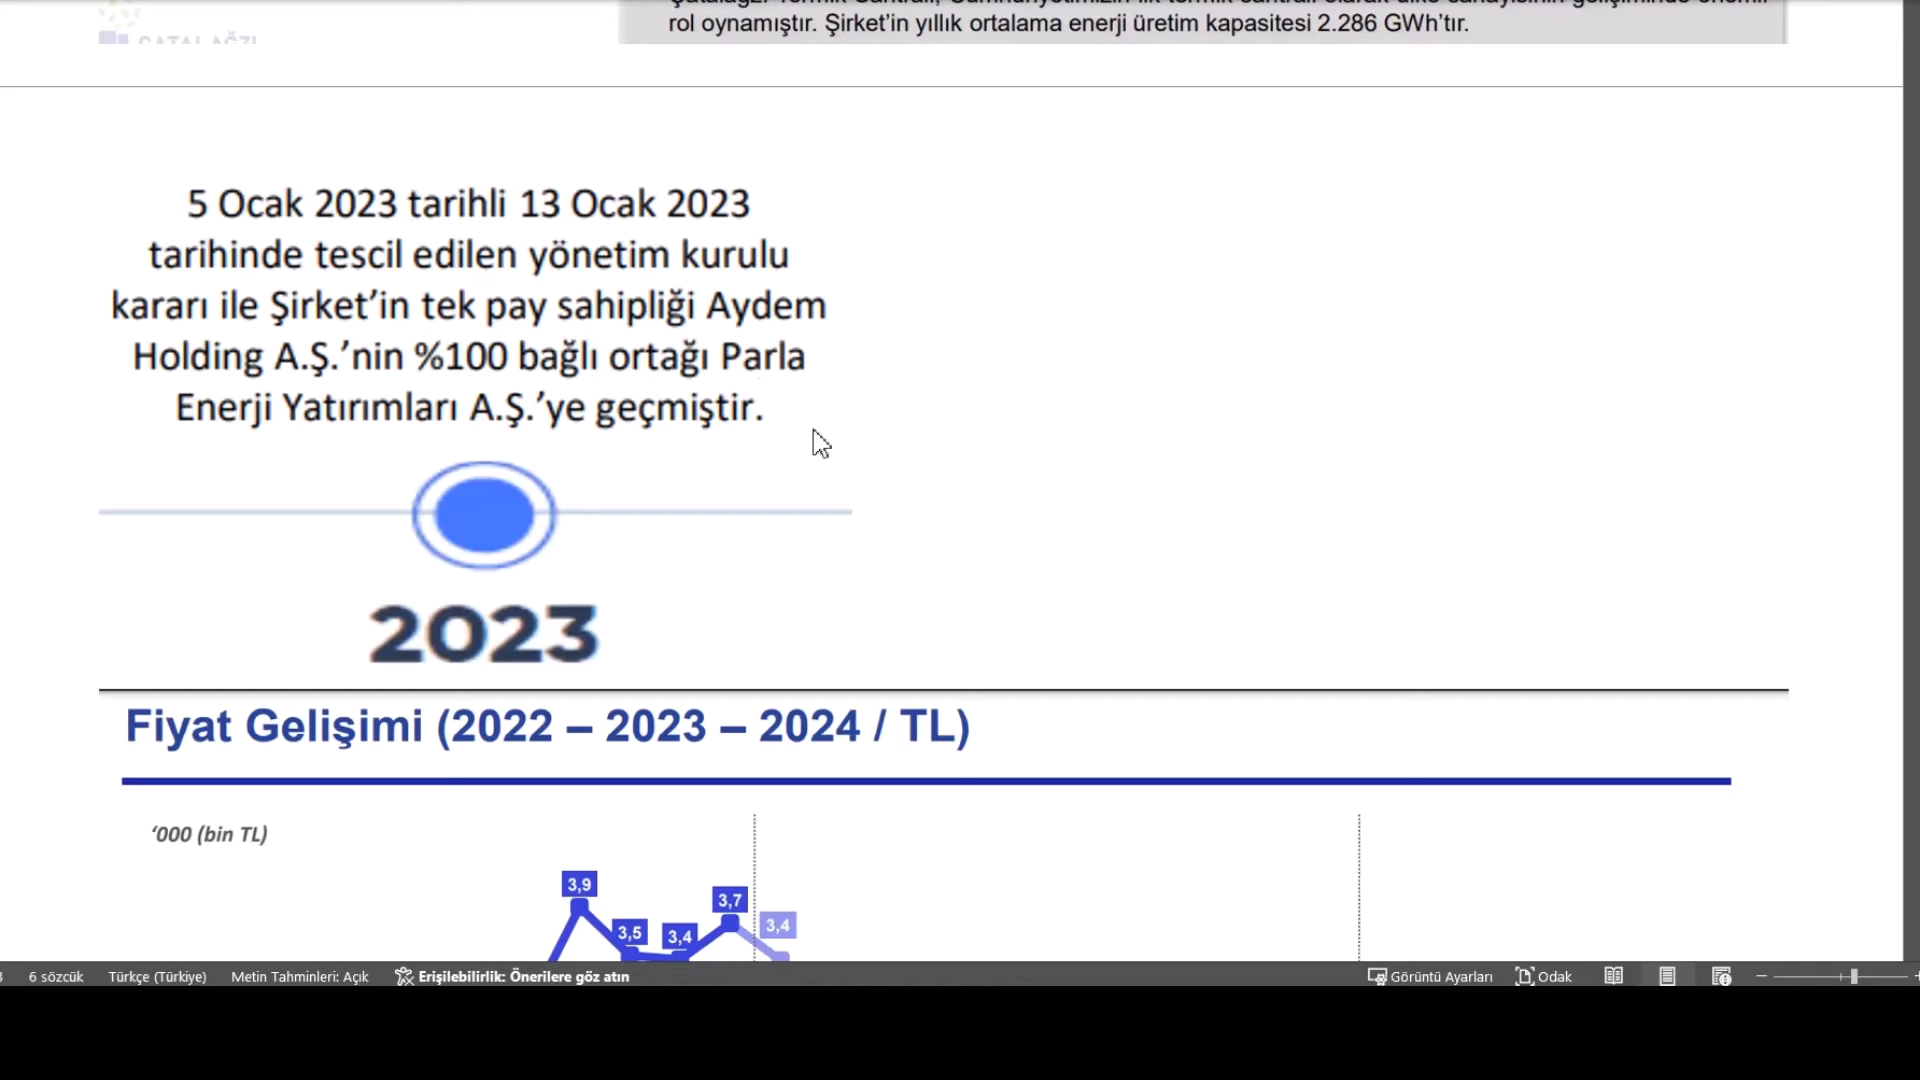 rol oynamıştır. Şirket’in yıllık ortalama enerji üretim kapasitesi 2.286 GWh’tır.
5 Ocak 2023 tarihli 13 Ocak 2023
tarihinde tescil edilen yönetim kurulu
kararı ile Şirket’in tek pay sahipliği Aydem
Holding A.Ş.’nin %100 bağlı ortağı Parla
Enerji Yatırımları A.Ş.’ye geçmiştir.
2023
Fiyat Gelişimi (2022 – 2023 – 2024 / TL)
‘000 (bin TL)
3,9
3,5
3,4
3,7
3,4
6 sözcük
Türkçe (Türkiye)
Metin Tahminleri: Açık
Erişilebilirlik: Önerilere göz atın
Görüntü Ayarları
Odak